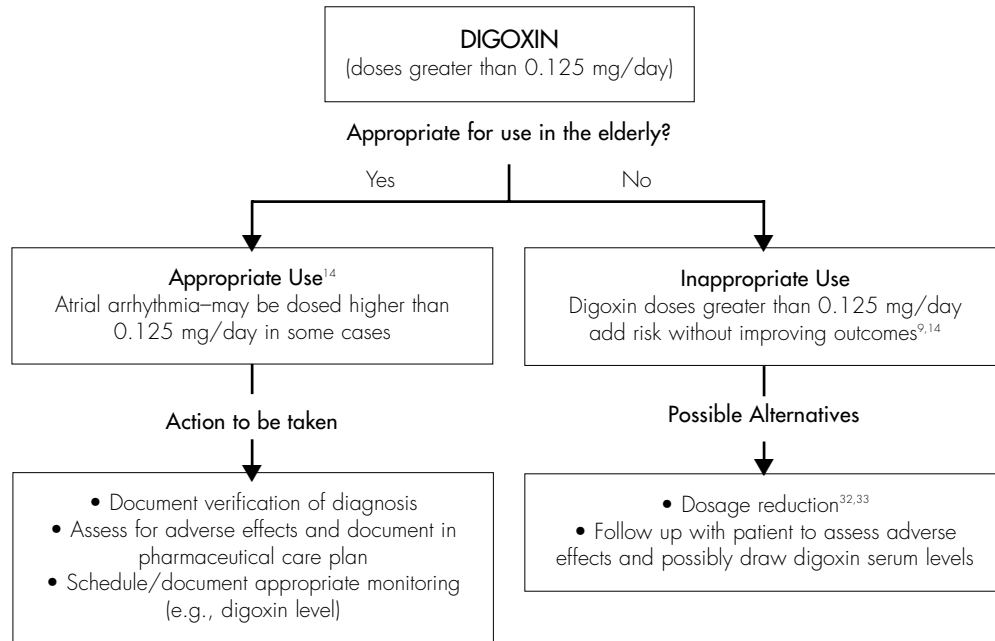 DIGOXIN
(doses greater than 0.125 mg/day)
Appropriate for use in the elderly?
Yes
No
Appropriate Use¹⁴
Atrial arrhythmia–may be dosed higher than
0.125 mg/day in some cases
Inappropriate Use
Digoxin doses greater than 0.125 mg/day
add risk without improving outcomes⁹,¹⁴
Action to be taken
Possible Alternatives
• Document verification of diagnosis
• Assess for adverse effects and document in
pharmaceutical care plan
• Schedule/document appropriate monitoring
(e.g., digoxin level)
• Dosage reduction³²,³³
• Follow up with patient to assess adverse
effects and possibly draw digoxin serum levels